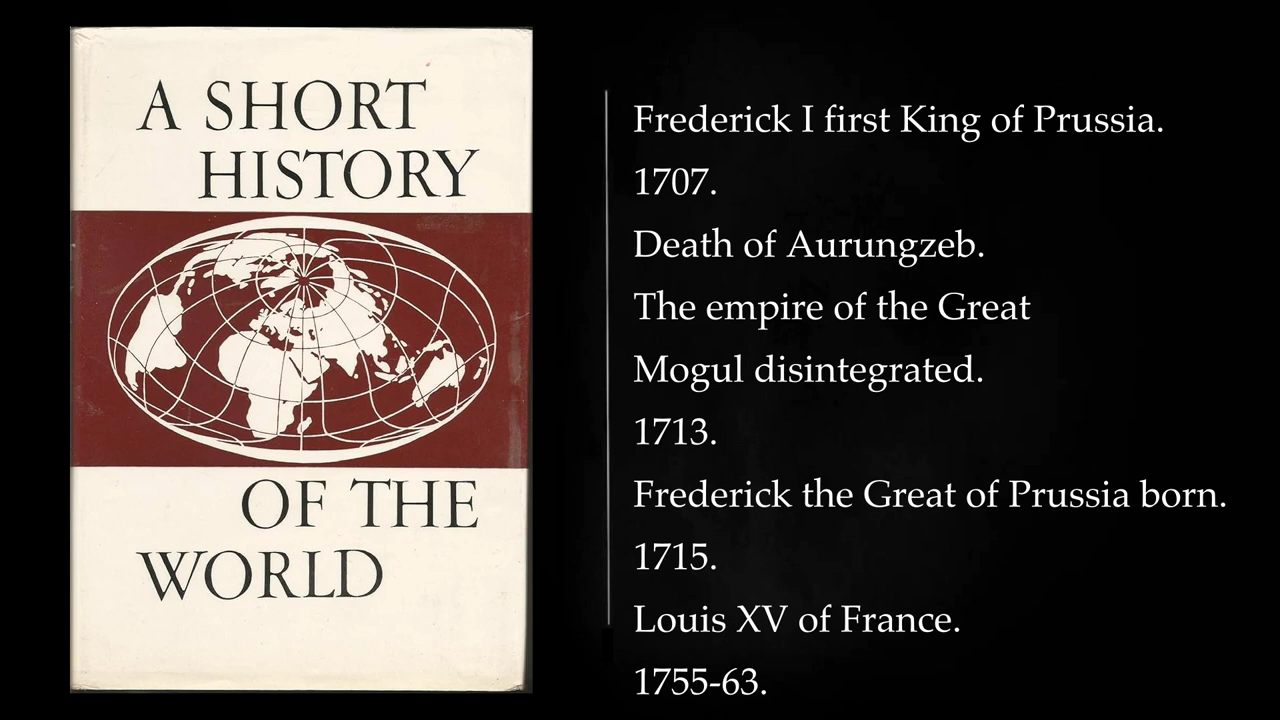 A SHORT
HISTORY
OF THE
WORLD
Frederick I first King of Prussia.
1707.
Death of Aurungzeb.
The empire of the Great
Mogul disintegrated.
1713.
Frederick the Great of Prussia born.
1715.
Louis XV of France.
1755-63.